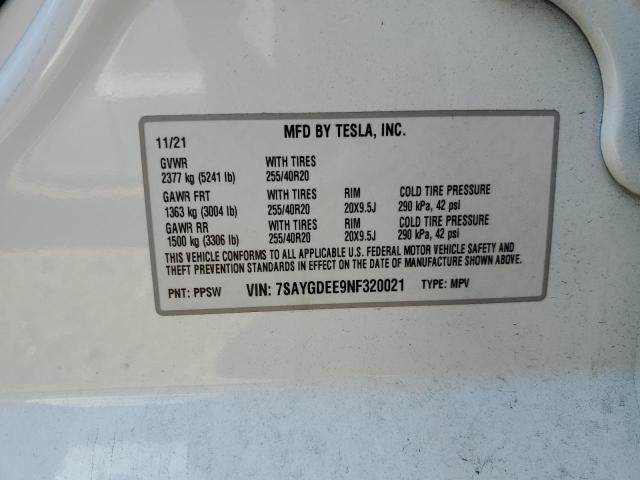 MFD BY TESLA, INC.
11/21
GVWR WITH TIRES
2377 kg (5241 lb) 255/40R20
GAWR FRT WITH TIRES RIM COLD TIRE PRESSURE
1363 kg (3004 lb) 255/40R20 20X9.5J 290 kPa, 42 psi
GAWR RR WITH TIRES RIM COLD TIRE PRESSURE
1500 kg (3306 lb) 255/40R20 20X9.5J 290 kPa, 42 psi
THIS VEHICLE CONFORMS TO ALL APPLICABLE U.S. FEDERAL MOTOR VEHICLE SAFETY AND
THEFT PREVENTION STANDARDS IN EFFECT ON THE DATE OF MANUFACTURE SHOWN ABOVE.
PNT: PPSW VIN: 7SAYGDEE9NF320021 TYPE: MPV